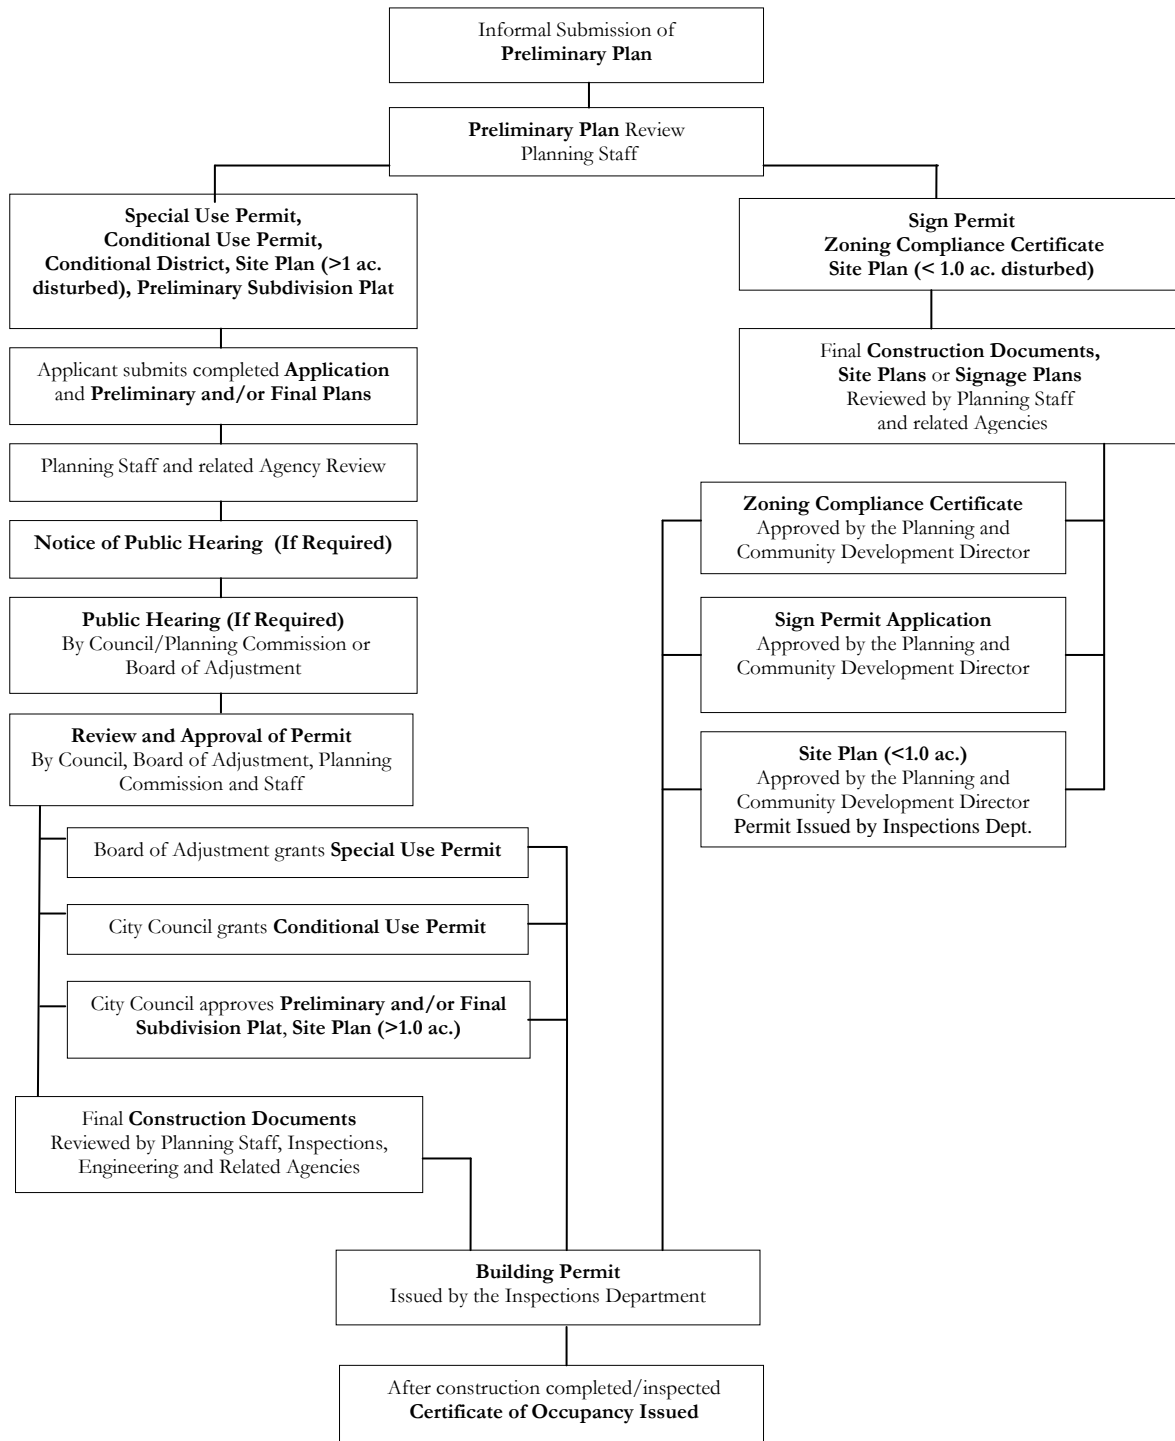 Informal Submission of
Preliminary Plan
Preliminary Plan Review
Planning Staff
Special Use Permit,
Conditional Use Permit,
Conditional District, Site Plan (>1 ac.
disturbed), Preliminary Subdivision Plat
Applicant submits completed Application
and Preliminary and/or Final Plans
Planning Staff and related Agency Review
Notice of Public Hearing (If Required)
Public Hearing (If Required)
By Council/Planning Commission or
Board of Adjustment
Review and Approval of Permit
By Council, Board of Adjustment, Planning
Commission and Staff
Board of Adjustment grants Special Use Permit
City Council grants Conditional Use Permit
City Council approves Preliminary and/or Final
Subdivision Plat, Site Plan (>1.0 ac.)
Final Construction Documents
Reviewed by Planning Staff, Inspections,
Engineering and Related Agencies
Sign Permit
Zoning Compliance Certificate
Site Plan (< 1.0 ac. disturbed)
Final Construction Documents,
Site Plans or Signage Plans
Reviewed by Planning Staff
and related Agencies
Zoning Compliance Certificate
Approved by the Planning and
Community Development Director
Sign Permit Application
Approved by the Planning and
Community Development Director
Site Plan (<1.0 ac.)
Approved by the Planning and
Community Development Director
Permit Issued by Inspections Dept.
Building Permit
Issued by the Inspections Department
After construction completed/inspected
Certificate of Occupancy Issued